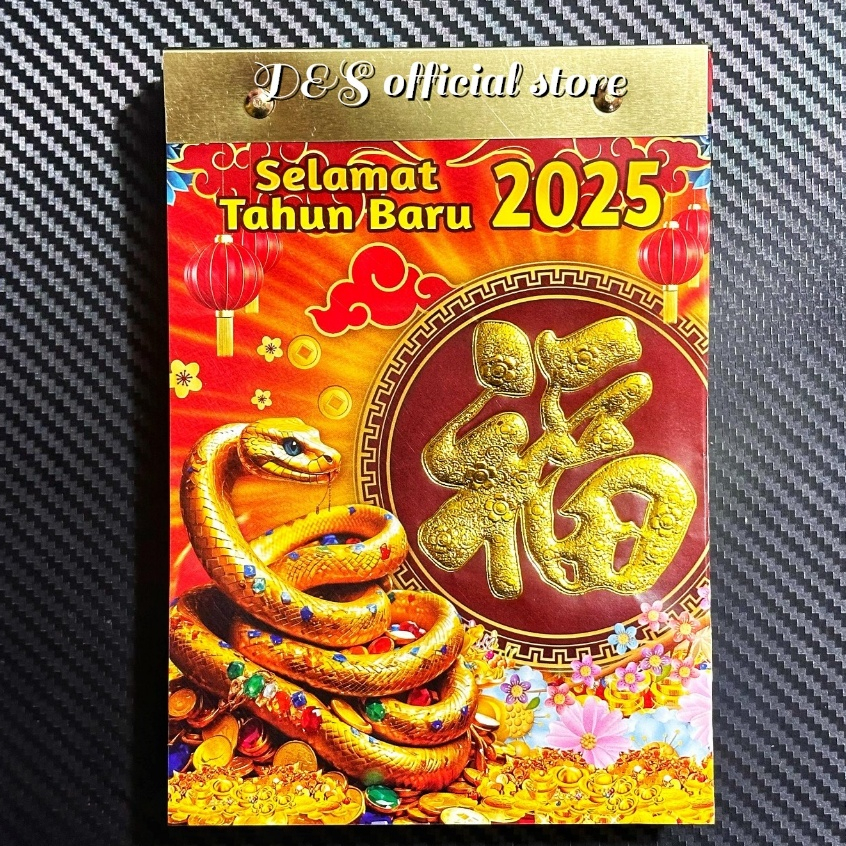 D&S official store
Selamat
Tahun Baru 2025
福